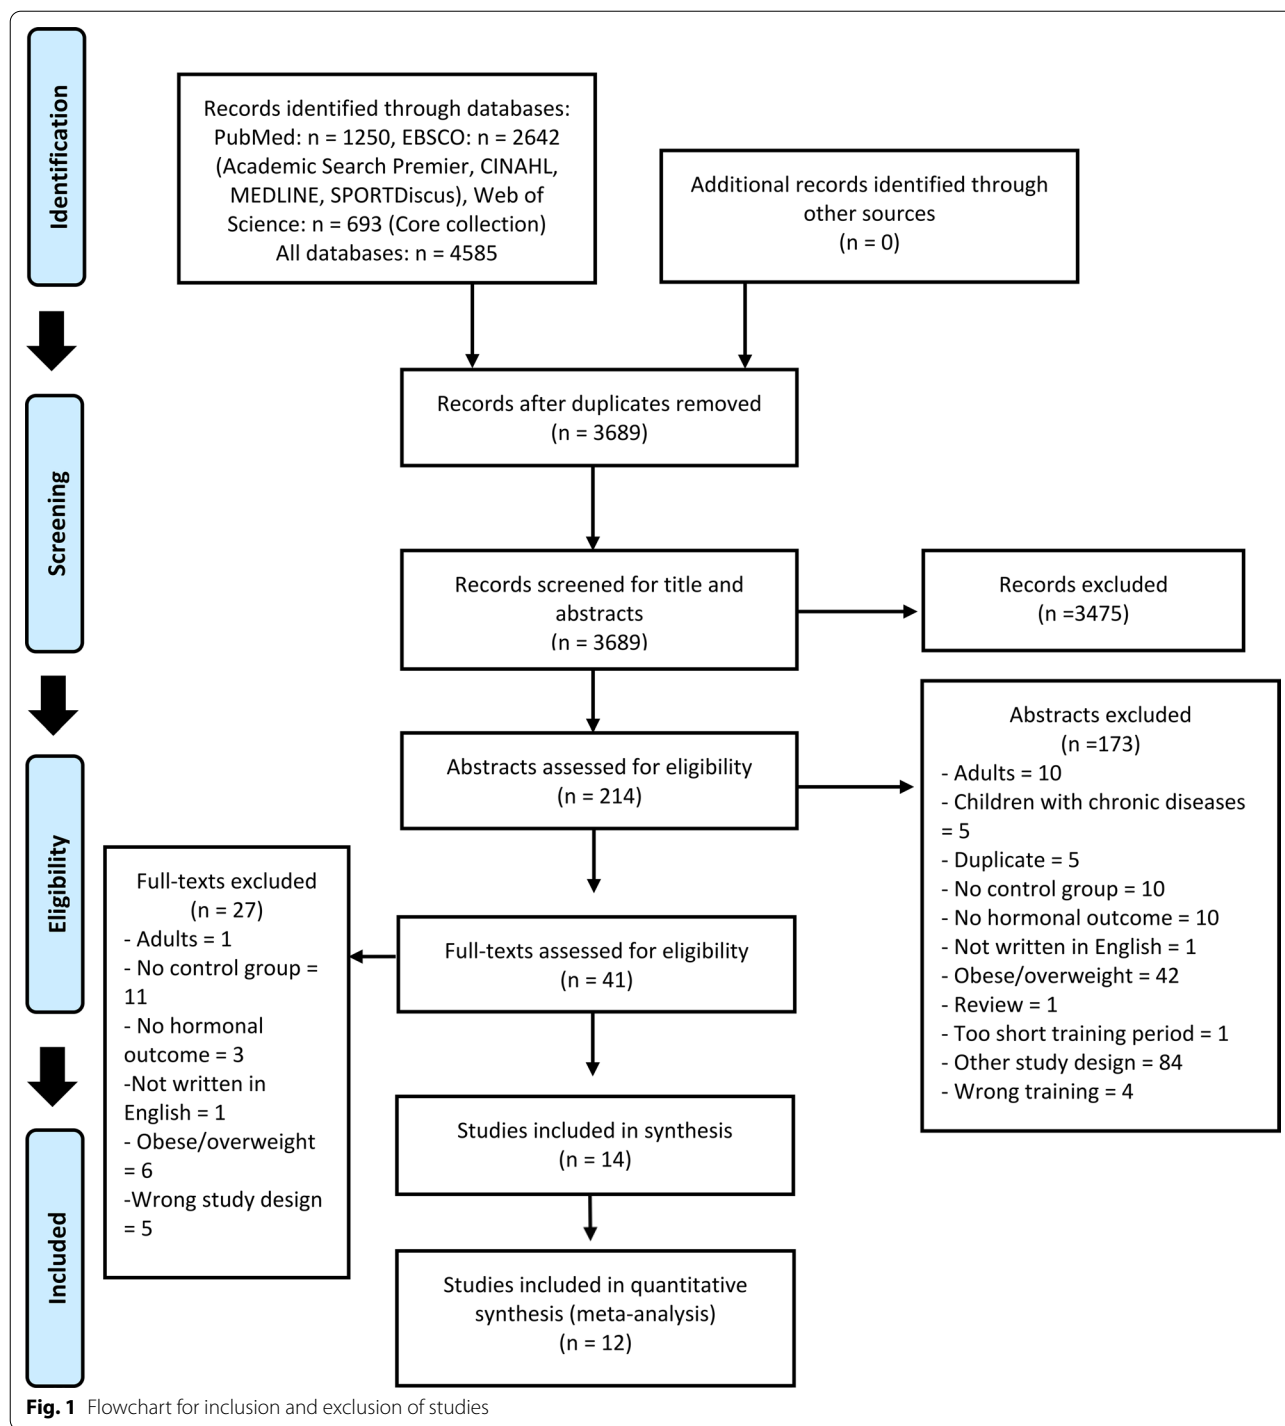 Identification
Records identified through databases:
PubMed: n = 1250, EBSCO: n = 2642
(Academic Search Premier, CINAHL,
MEDLINE, SPORTDiscus), Web of
Science: n = 693 (Core collection)
All databases: n = 4585
Additional records identified through
other sources
(n = 0)
Records after duplicates removed
(n = 3689)
Screening
Records screened for title and
abstracts
(n = 3689)
Records excluded
(n =3475)
Eligibility
Abstracts assessed for eligibility
(n = 214)
Abstracts excluded
(n =173)
- Adults = 10
- Children with chronic diseases
= 5
- Duplicate = 5
- No control group = 10
- No hormonal outcome = 10
- Not written in English = 1
- Obese/overweight = 42
- Review = 1
- Too short training period = 1
- Other study design = 84
- Wrong training = 4
Full-texts assessed for eligibility
(n = 41)
Full-texts excluded
(n = 27)
- Adults = 1
- No control group =
11
- No hormonal
outcome = 3
-Not written in
English = 1
- Obese/overweight
= 6
-Wrong study design
= 5
Included
Studies included in synthesis
(n = 14)
Studies included in quantitative
synthesis (meta-analysis)
(n = 12)
Fig. 1 Flowchart for inclusion and exclusion of studies